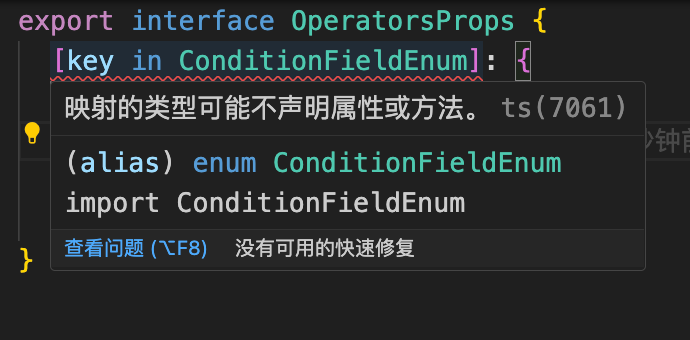 export interface OperatorsProps {
[key in ConditionFieldEnum]: {
映射的类型可能不声明属性或方法。 ts(7061)
(alias) enum ConditionFieldEnum
import ConditionFieldEnum
查看问题 (⌥F8) 没有可用的快速修复
}